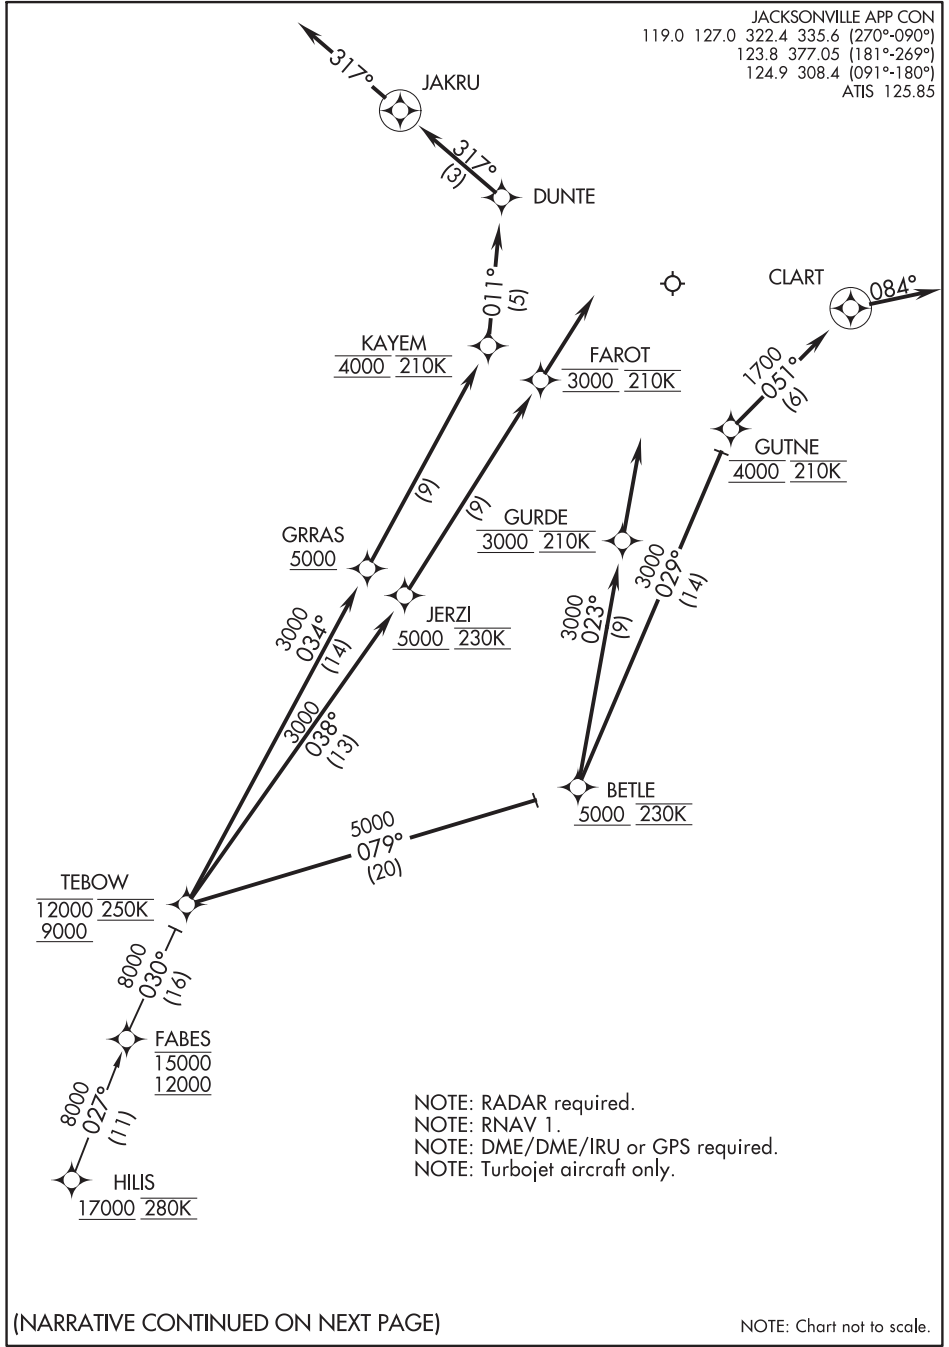 JACKSONVILLE APP CON
119.0 127.0 322.4 335.6 (270°-090°)
123.8 377.05 (181°-269°)
124.9 308.4 (091°-180°)
ATIS 125.85
317°
JAKRU
317°
(3)
DUNTE
CLART
084°
011°
(5)
KAYEM
4000 210K
FAROT
3000 210K
1700
051°
(6)
GUTNE
4000 210K
(9)
(9)
GURDE
3000 210K
GRRAS
5000
3000
029°
(14)
JERZI
5000 230K
3000
023°
(9)
3000
034°
(14)
3000
038°
(13)
BETLE
5000 230K
5000
079°
(20)
TEBOW
12000 250K
9000
8000
030°
(16)
FABES
15000
12000
8000
027°
(11)
HILIS
17000 280K
NOTE: RADAR required.
NOTE: RNAV 1.
NOTE: DME/DME/IRU or GPS required.
NOTE: Turbojet aircraft only.
(NARRATIVE CONTINUED ON NEXT PAGE)
NOTE: Chart not to scale.